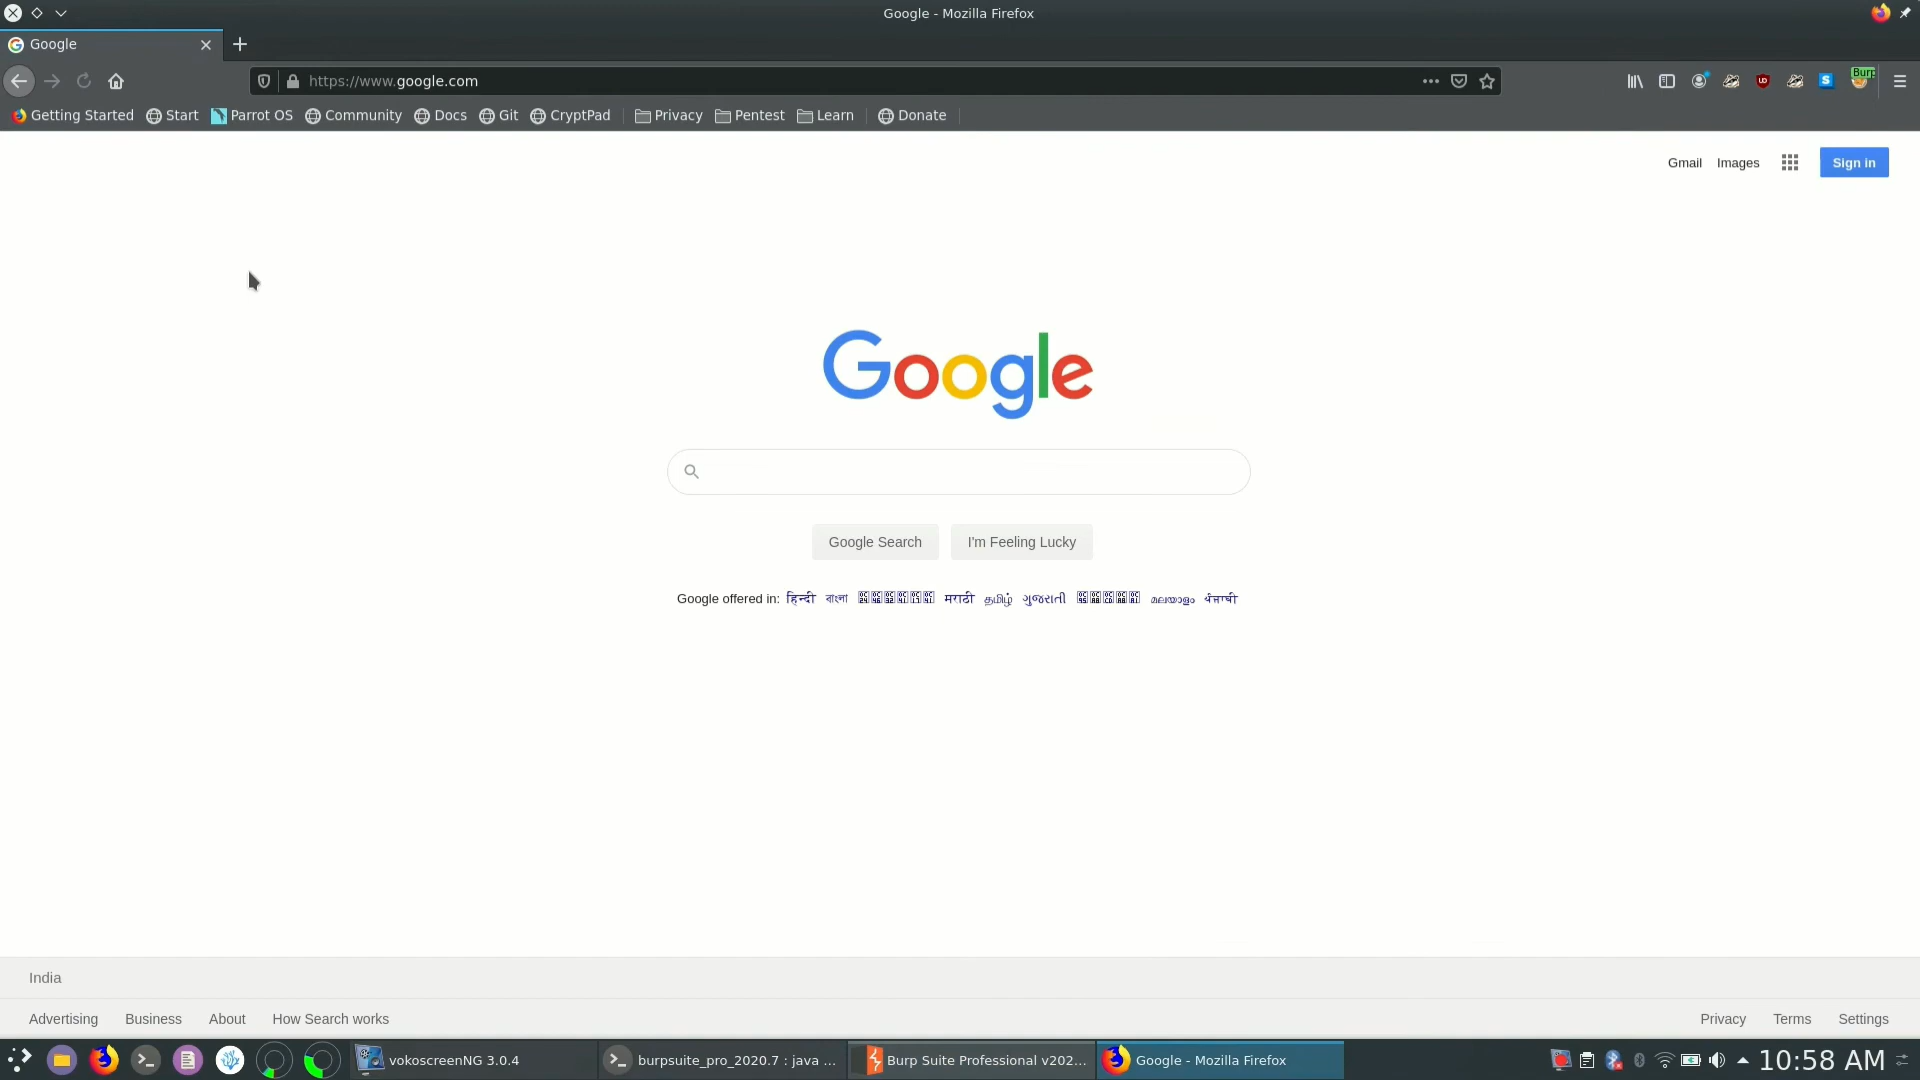 Google - Mozilla Firefox
Google
https://www.google.com
Burp
Getting Started Start Parrot OS Community Docs Git CryptPad Privacy Pentest Learn Donate
Gmail Images Sign in
Google
Google Search I'm Feeling Lucky
Google offered in: हिन्दी বাংলা मराठी தமிழ் ગુજરાતી മലയാളം ਪੰਜਾਬੀ
India
Advertising Business About How Search works Privacy Terms Settings
vokoscreenNG 3.0.4 burpsuite_pro_2020.7 : java ... Burp Suite Professional v202... Google - Mozilla Firefox 10:58 AM